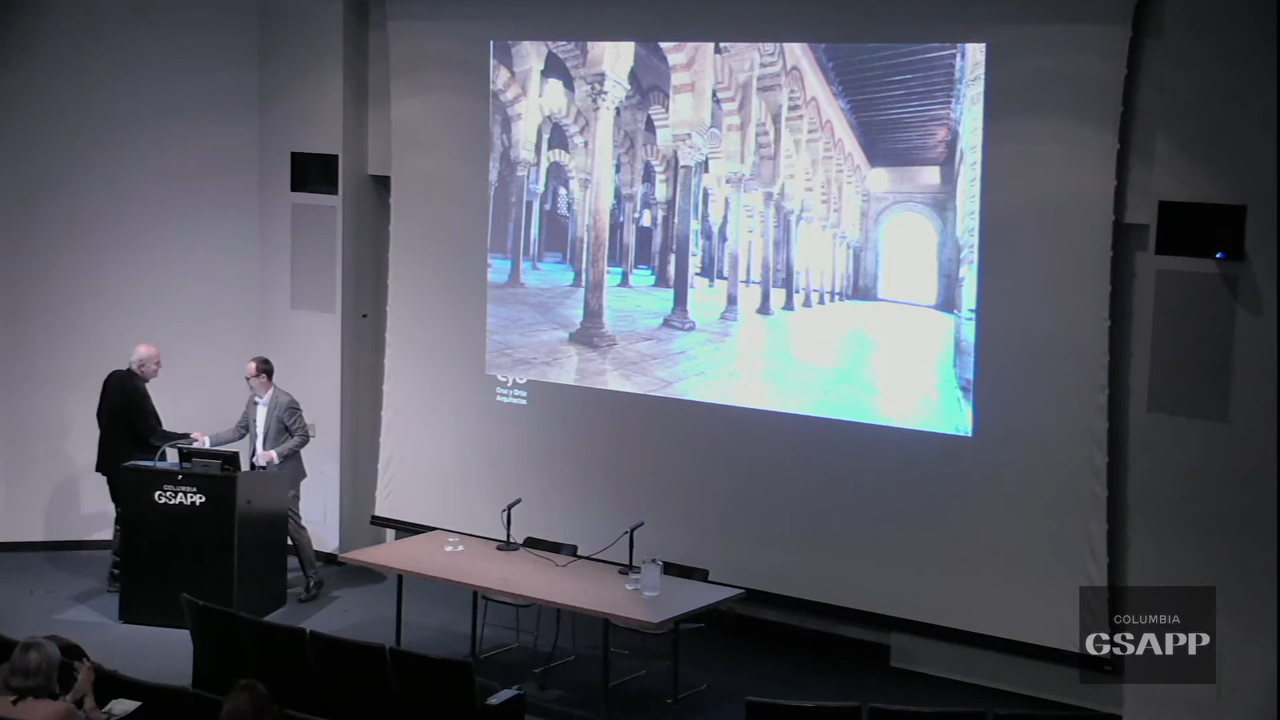 Cruz y Ortiz
Arquitectos
COLUMBIA
GSAPP
COLUMBIA
GSAPP